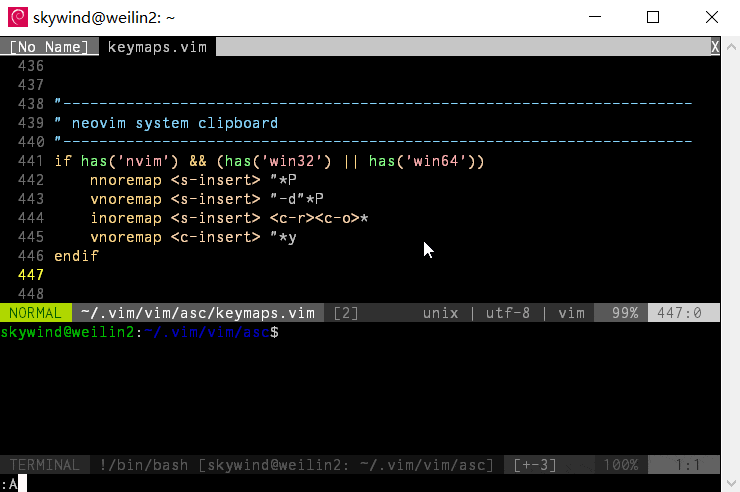 skywind@weilin2: ~
[No Name] keymaps.vim X
436
437
438 "----------------------------------------------------------------------
439 " neovim system clipboard
440 "----------------------------------------------------------------------
441 if has('nvim') && (has('win32') || has('win64'))
442     nnoremap <s-insert> "*P
443     vnoremap <s-insert> "-d"*P
444     inoremap <s-insert> <c-r><c-o>*
445     vnoremap <c-insert> "*y
446 endif
447
448
NORMAL ~/.vim/vim/asc/keymaps.vim [2] unix | utf-8 | vim 99% 447:0
skywind@weilin2:~/.vim/vim/asc$
TERMINAL !/bin/bash [skywind@weilin2: ~/.vim/vim/asc] [+-3] 100% 1:1
:A